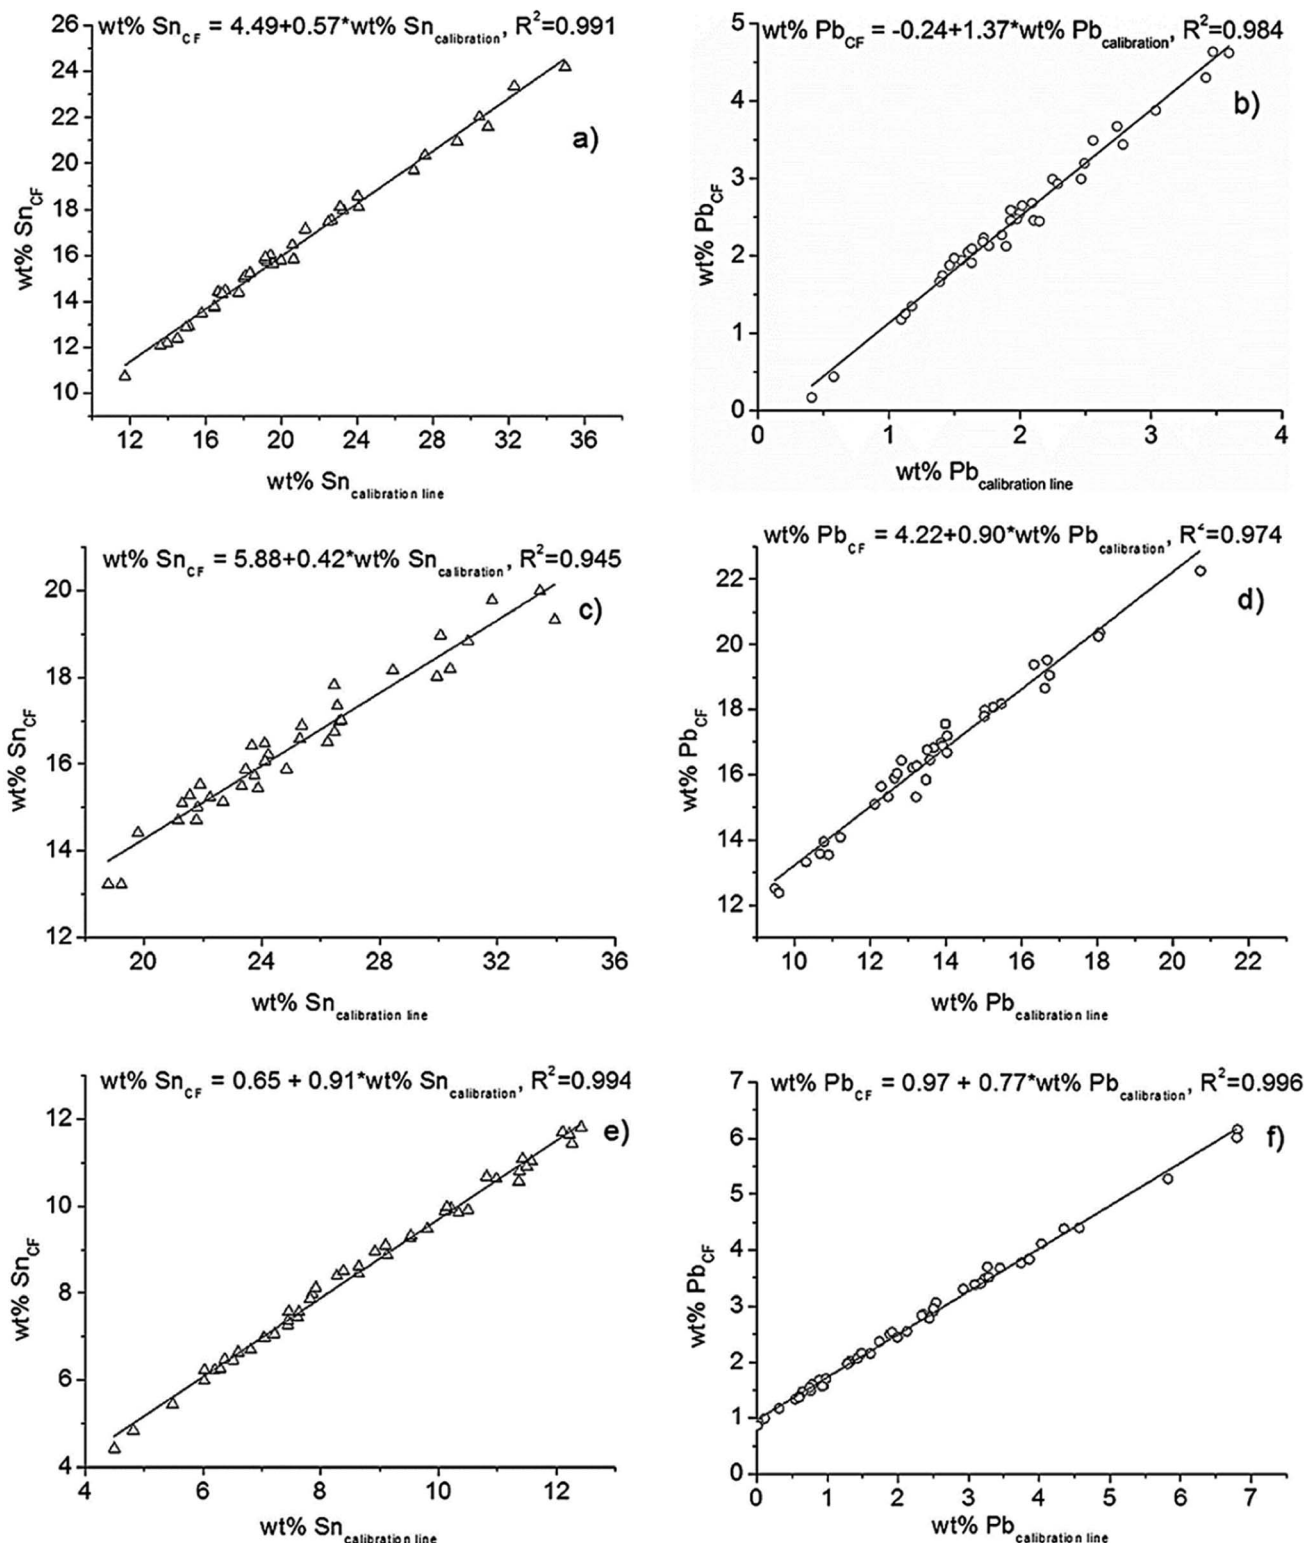 wt% Sn_CF = 4.49+0.57*wt% Sn_calibration, R²=0.991
26
24
22
20
18
16
14
12
10
wt% Sn_CF
a)
12 16 20 24 28 32 36
wt% Sn_calibration line
wt% Pb_CF = -0.24+1.37*wt% Pb_calibration, R²=0.984
5
4
3
2
1
0
wt% Pb_CF
b)
0 1 2 3 4
wt% Pb_calibration line
wt% Sn_CF = 5.88+0.42*wt% Sn_calibration, R²=0.945
20
18
16
14
12
wt% Sn_CF
c)
20 24 28 32 36
wt% Sn_calibration line
wt% Pb_CF = 4.22+0.90*wt% Pb_calibration, R²=0.974
22
20
18
16
14
12
wt% Pb_CF
d)
10 12 14 16 18 20 22
wt% Pb_calibration line
wt% Sn_CF = 0.65 + 0.91*wt% Sn_calibration, R²=0.994
12
10
8
6
4
wt% Sn_CF
e)
4 6 8 10 12
wt% Sn_calibration line
wt% Pb_CF = 0.97 + 0.77*wt% Pb_calibration, R²=0.996
7
6
5
4
3
2
1
0
wt% Pb_CF
f)
0 1 2 3 4 5 6 7
wt% Pb_calibration line